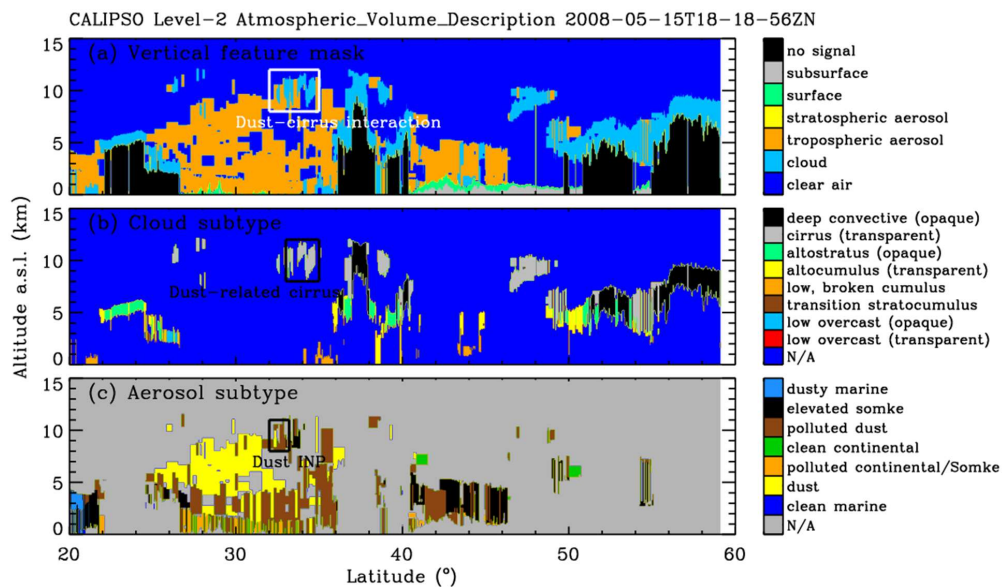 CALIPSO Level-2 Atmospheric_Volume_Description 2008-05-15T18-18-56ZN
Altitude a.s.l. (km)
15
10
5
0
(a) Vertical feature mask
Dust-cirrus interaction
no signal
subsurface
surface
stratospheric aerosol
tropospheric aerosol
cloud
clear air
15
10
5
0
(b) Cloud subtype
Dust-related cirrus
deep convective (opaque)
cirrus (transparent)
altostratus (opaque)
altocumulus (transparent)
low, broken cumulus
transition stratocumulus
low overcast (opaque)
low overcast (transparent)
N/A
15
10
5
0
(c) Aerosol subtype
Dust INP
dusty marine
elevated somke
polluted dust
clean continental
polluted continental/Somke
dust
clean marine
N/A
20 30 40 50 60
Latitude (°)